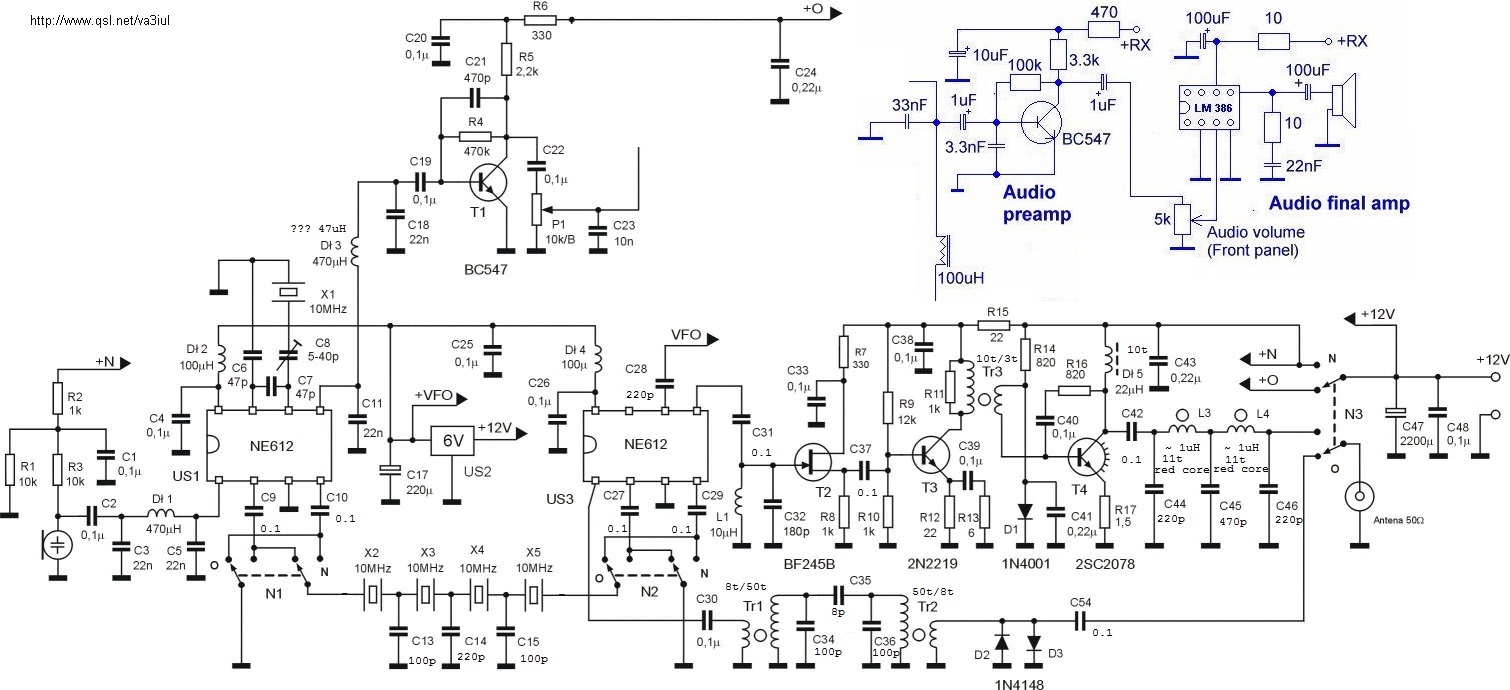 http://www.qsl.net/va3iul
R6
330
+O
C20
0,1µ
C21
470p
R5
2,2k
C24
0,22µ
R4
470k
C19
0,1µ
C22
0,1µ
T1
C18
22n
P1
10k/B
C23
10n
BC547
??? 47uH
Dł 3
470µH
470
+RX
10uF
3.3k
100k
33nF
1uF
1uF
3.3nF
BC547
Audio
preamp
100uH
100uF
10
+RX
100uF
LM 386
10
22nF
5k
Audio final amp
Audio volume
(Front panel)
X1
10MHz
Dł 2
100µH
C6
47p
C8
5-40p
C7
47p
+N
R2
1k
C4
0,1µ
NE612
US1
C11
22n
R1
10k
R3
10k
C1
0,1µ
C2
0,1µ
Dł 1
470µH
C3
22n
C5
22n
C9
0.1
C10
0.1
O
N
N1
C25
0,1µ
+VFO
+12V
6V
US2
C17
220µ
Dł 4
100µ
C26
0,1µ
C28
220p
VFO
NE612
US3
C27
0.1
C29
0.1
O
N
N2
X2
10MHz
X3
10MHz
X4
10MHz
X5
10MHz
C13
100p
C14
220p
C15
100p
C31
0.1
L1
10µH
C32
180p
C33
0,1µ
R7
330
T2
BF245B
C37
0.1
R8
1k
R9
12k
R10
1k
C38
0,1µ
R11
1k
10t/3t
Tr3
T3
2N2219
C39
0,1µ
R12
22
R13
6
R15
22
R14
820
D1
1N4001
C41
0,22µ
R16
820
C40
0,1µ
T4
2SC2078
R17
1,5
10t
Dł 5
22µH
C43
0,22µ
C42
0.1
L3
~ 1uH
11t
red core
L4
~ 1uH
11t
red core
C44
220p
C45
470p
C46
220p
+12V
+N
+O
N
N3
O
+12V
C47
2200µ
C48
0,1µ
Antena 50Ω
C30
0,1µ
8t/50t
Tr1
C34
100p
C35
8p
C36
100p
50t/8t
Tr2
D2
D3
1N4148
C54
0.1